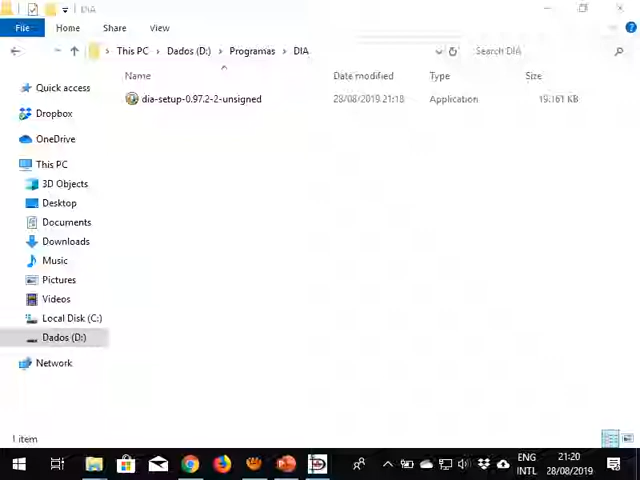 DIA
File
Home
Share
View
This PC
Dados (D:)
Programas
DIA
Search DIA
Name
Date modified
Type
Size
dia-setup-0.97.2-2-unsigned
28/08/2019 21:18
Application
19.161 KB
Quick access
Dropbox
OneDrive
This PC
3D Objects
Desktop
Documents
Downloads
Music
Pictures
Videos
Local Disk (C:)
Dados (D:)
Network
1 item
ENG
INTL
21:20
28/08/2019